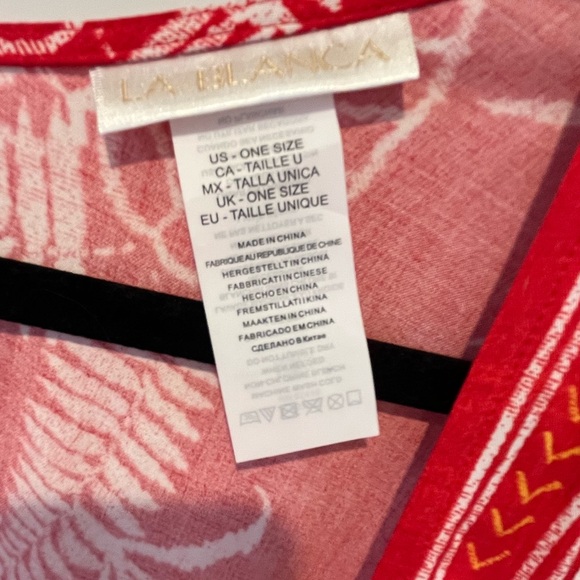 LA BLANCA
US - ONE SIZE
CA - TAILLE U
MX - TALLA UNICA
UK - ONE SIZE
EU - TAILLE UNIQUE
MADE IN CHINA
FABRIQUE AU REPUBLIQUE DE CHINE
HERGESTELLT IN CHINA
FABBRICATI IN CINESE
HECHO EN CHINA
FREMSTILLATI I KINA
MAAKTEN IN CHINA
FABRICADO EM CHINA
СДЕЛАНО В Китае